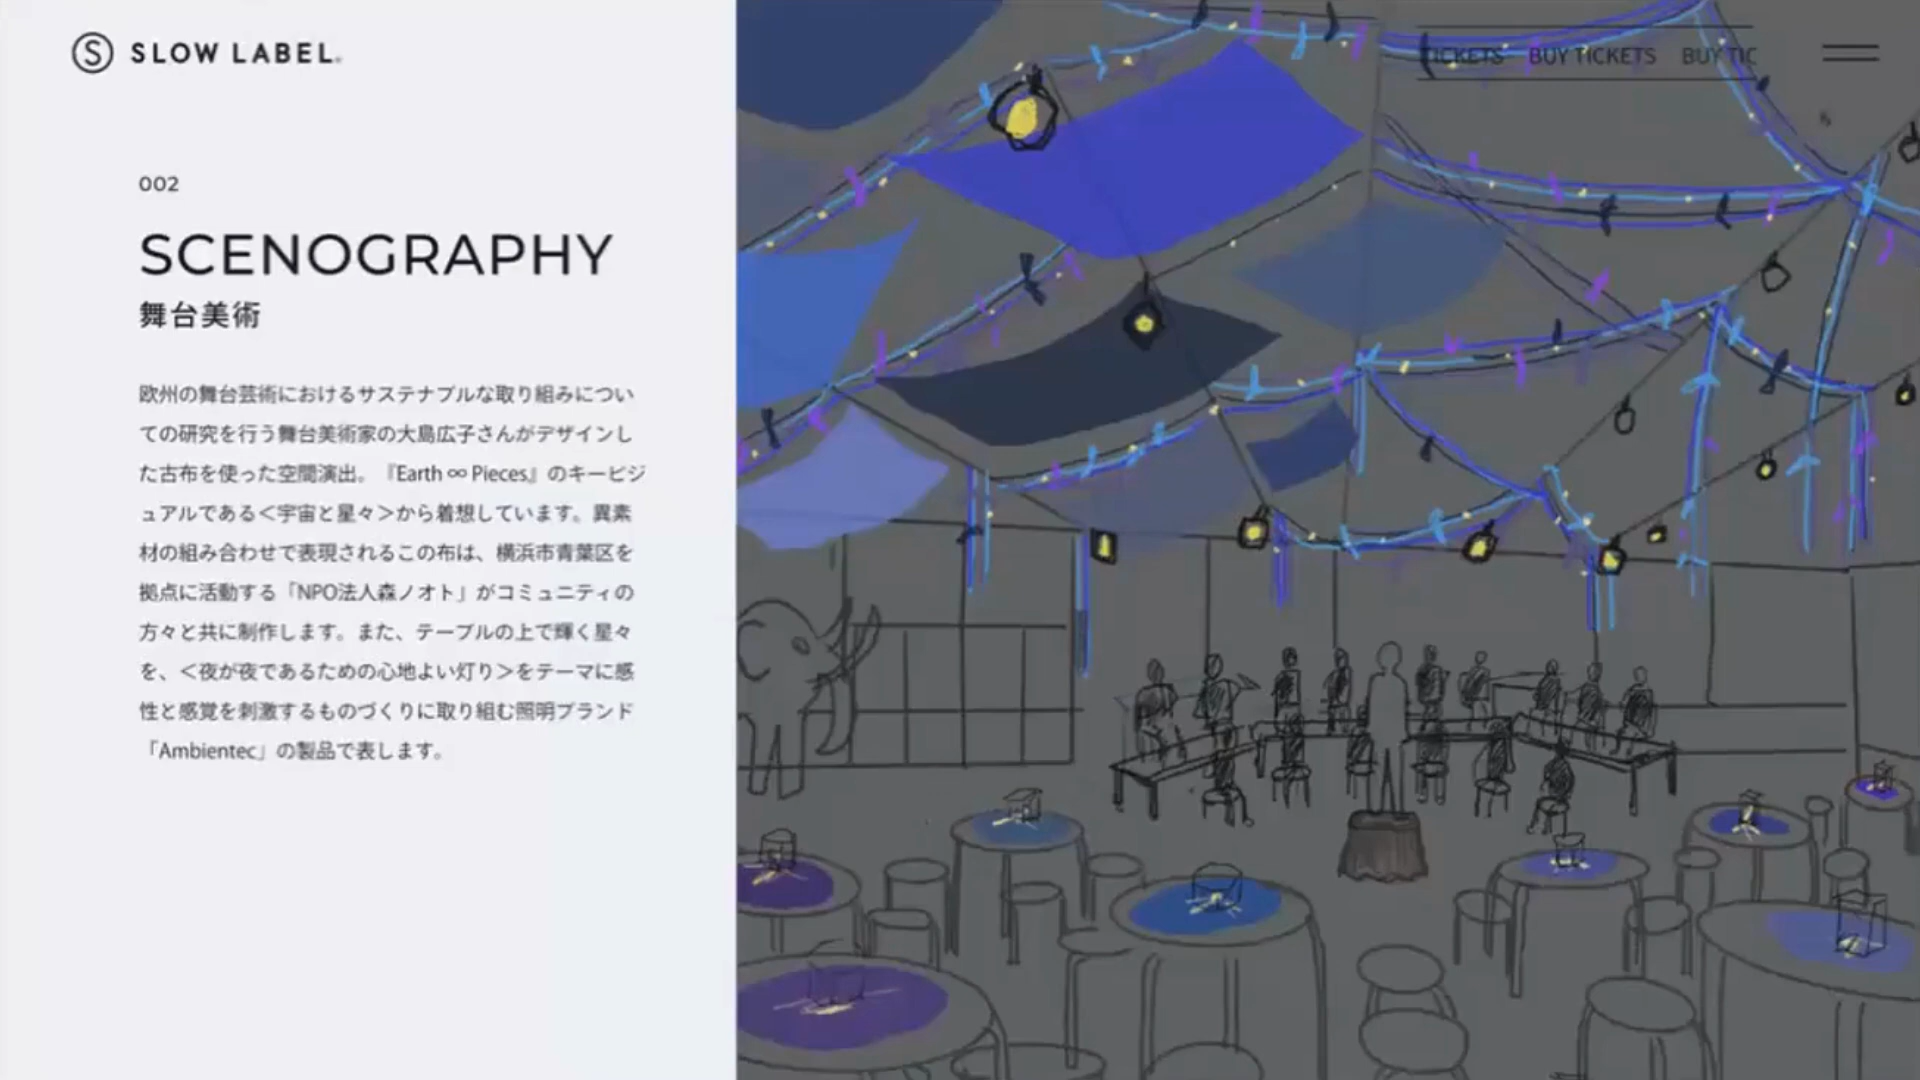 SLOW LABEL
TICKETS BUY TICKETS BUY TIC
002
SCENOGRAPHY
舞台美術
欧州の舞台芸術におけるサステナブルな取り組みについ
ての研究を行う舞台美術家の大島広子さんがデザインし
た古布を使った空間演出。『Earth ∞ Pieces』のキービジ
ュアルである＜宇宙と星々＞から着想しています。異素
材の組み合わせで表現されるこの布は、横浜市青葉区を
拠点に活動する「NPO法人森ノオト」がコミュニティの
方々と共に制作します。また、テーブルの上で輝く星々
を、＜夜が夜であるための心地よい灯り＞をテーマに感
性と感覚を刺激するものづくりに取り組む照明ブランド
「Ambientec」の製品で表します。